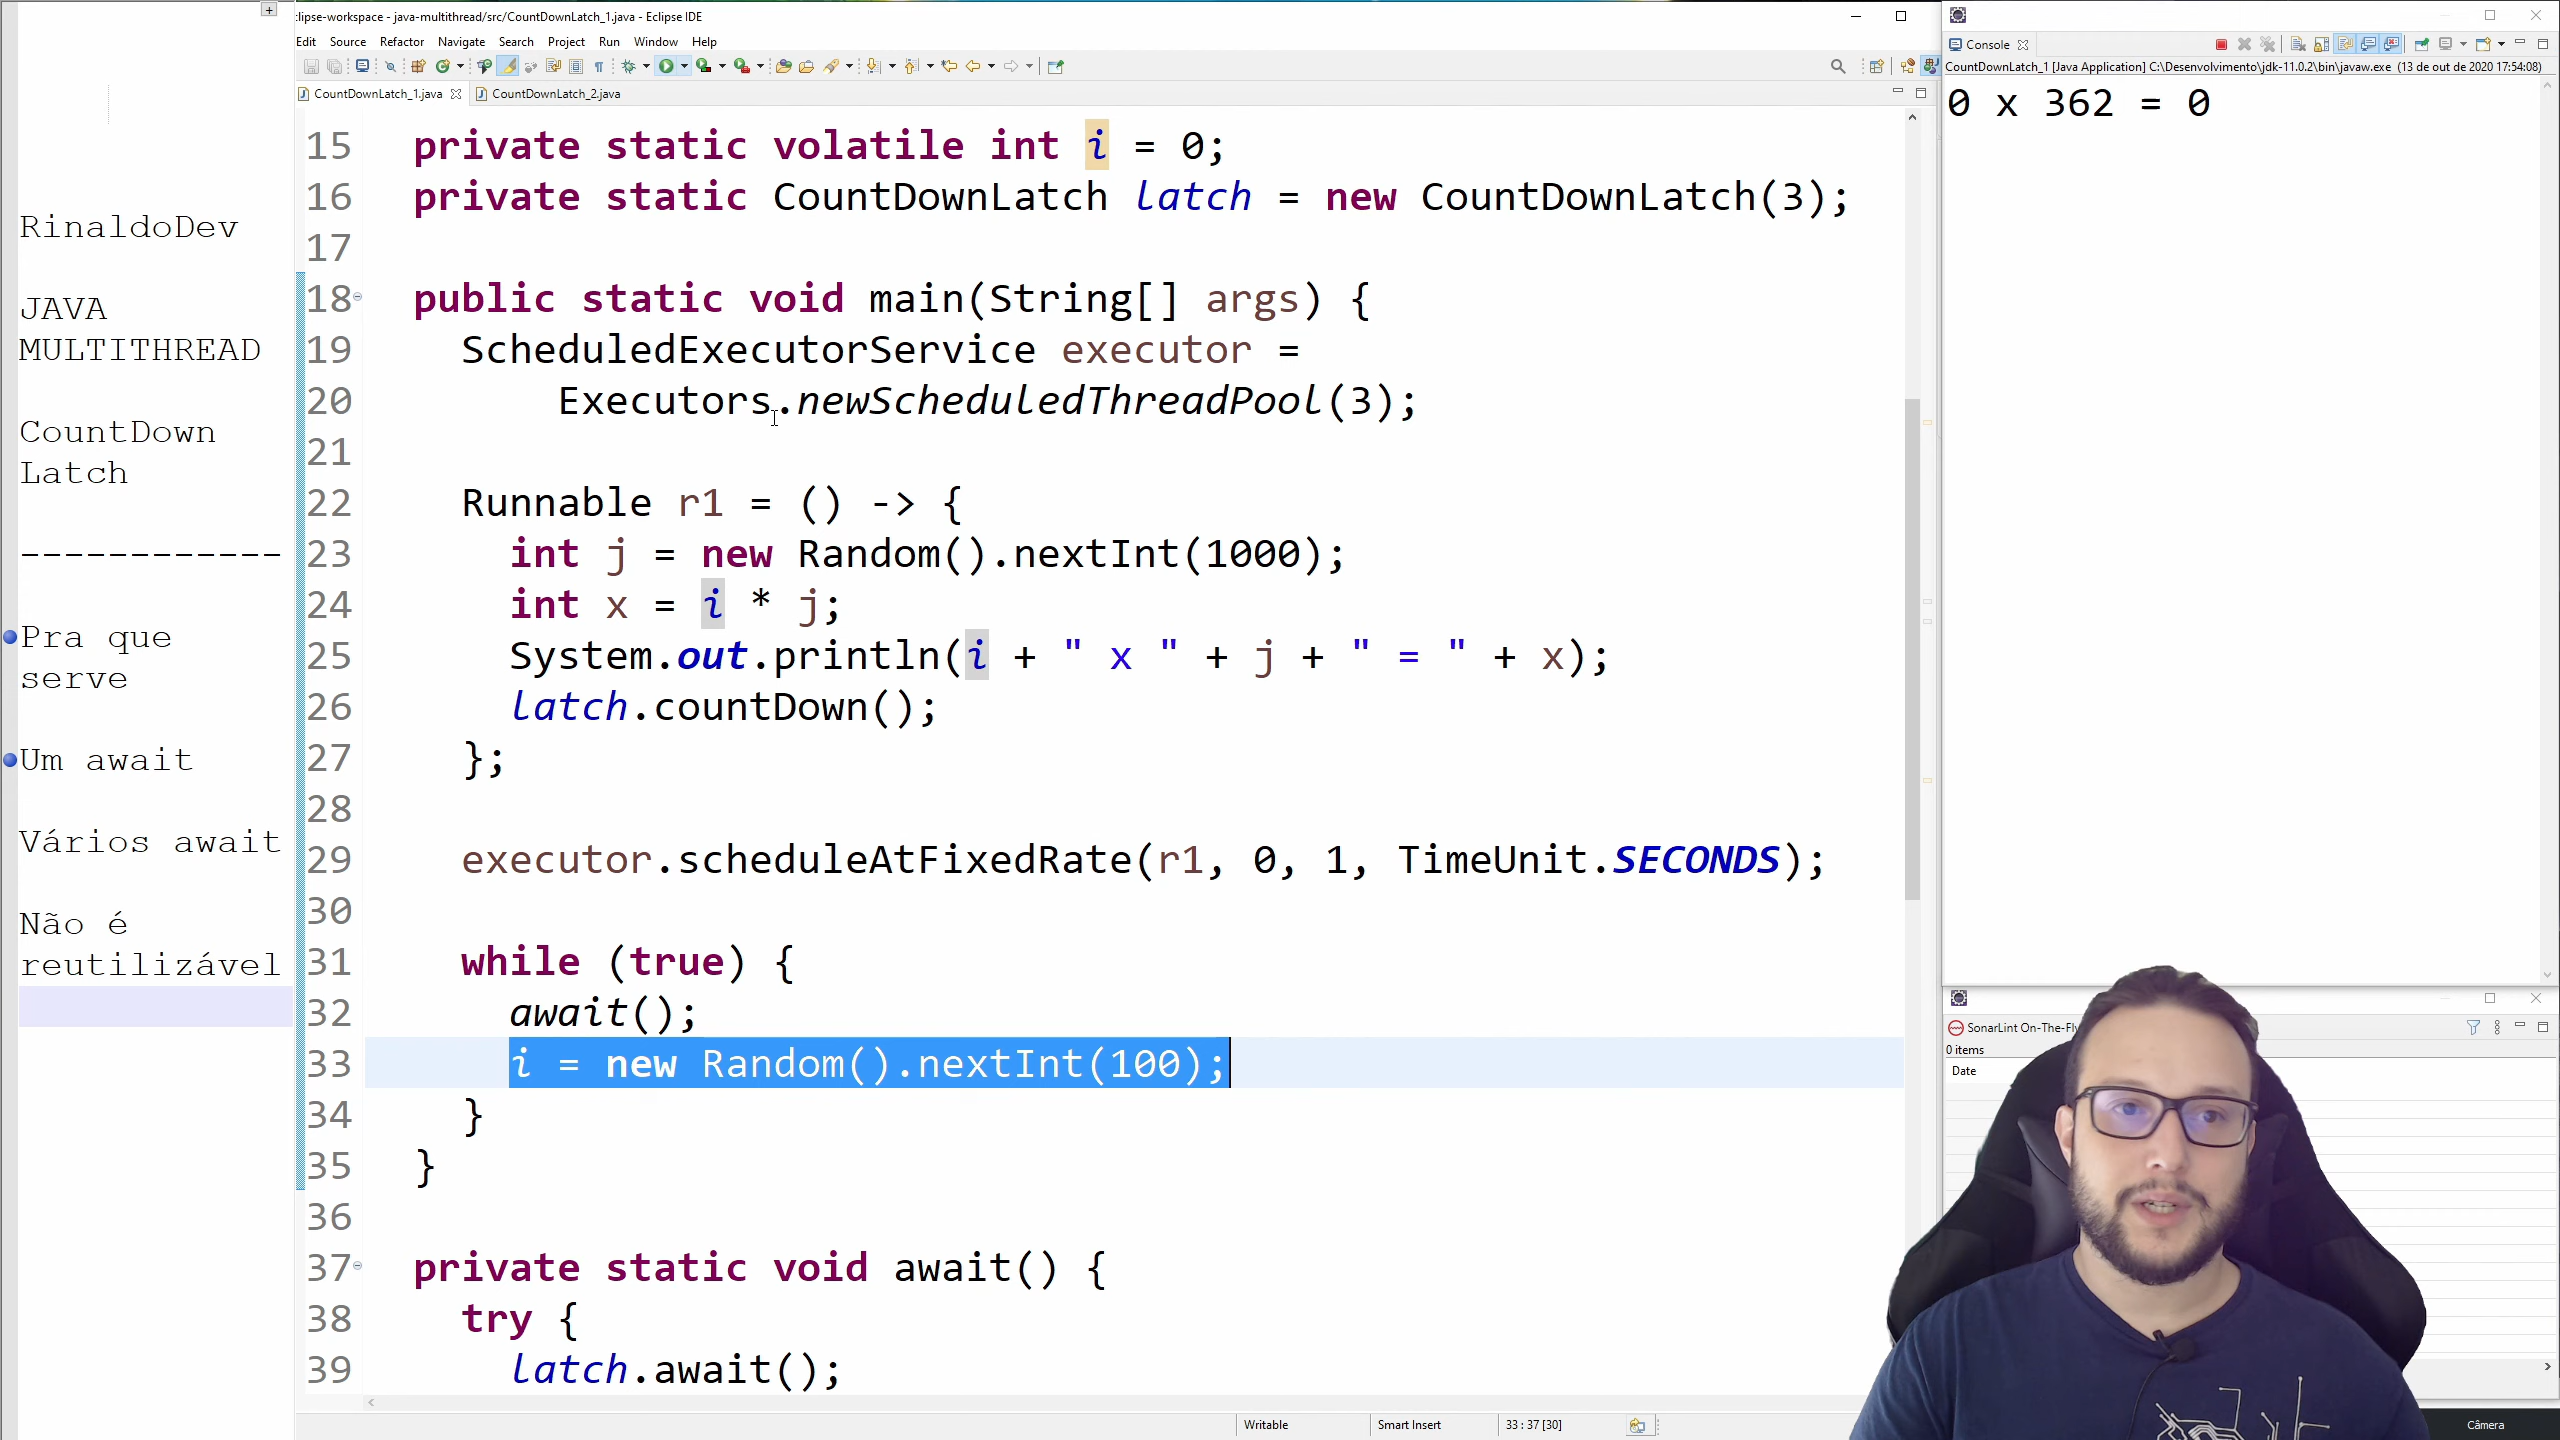 RinaldoDev
JAVA
MULTITHREAD
CountDown
Latch
------------
Pra que
serve
Um await
Vários await
Não é
reutilizável
:lipse-workspace - java-multithread/src/CountDownLatch_1.java - Eclipse IDE
Edit Source Refactor Navigate Search Project Run Window Help
CountDownLatch_1.java CountDownLatch_2.java
15 private static volatile int i = 0;
16 private static CountDownLatch latch = new CountDownLatch(3);
17
18 public static void main(String[] args) {
19 ScheduledExecutorService executor =
20 Executors.newScheduledThreadPool(3);
21
22 Runnable r1 = () -> {
23 int j = new Random().nextInt(1000);
24 int x = i * j;
25 System.out.println(i + " x " + j + " = " + x);
26 latch.countDown();
27 };
28
29 executor.scheduleAtFixedRate(r1, 0, 1, TimeUnit.SECONDS);
30
31 while (true) {
32 await();
33 i = new Random().nextInt(100);
34 }
35 }
36
37 private static void await() {
38 try {
39 latch.await();
Writable Smart Insert 33 : 37 [30]
Console
CountDownLatch_1 [Java Application] C:\Desenvolvimento\jdk-11.0.2\bin\javaw.exe (13 de out de 2020 17:54:08)
0 x 362 = 0
SonarLint On-The-Fly
0 items
Date
Câmera